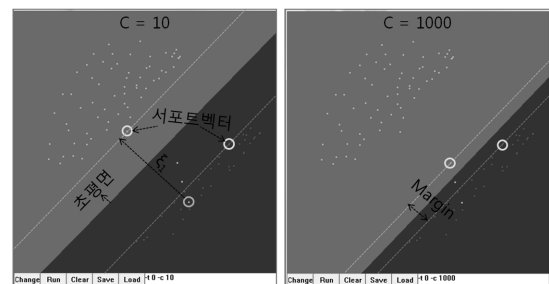 C = 10
서포트벡터
ξ₁
초평면
Change Run Clear Save Load -t 0 -c 10
C = 1000
Margin
Change Run Clear Save Load -t 0 -c 1000